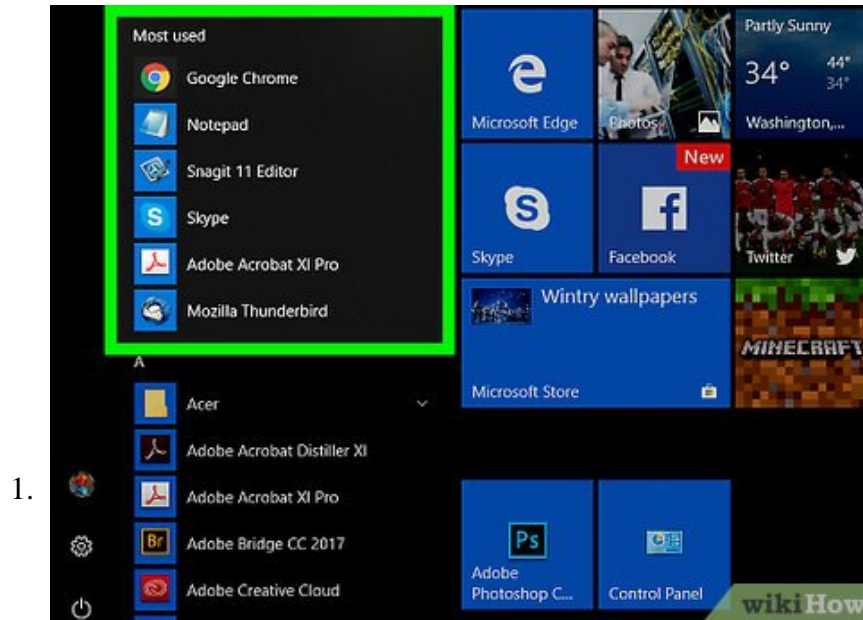 Most used
Google Chrome
Notepad
Snagit 11 Editor
Skype
Adobe Acrobat XI Pro
Mozilla Thunderbird
A
Acer
Adobe Acrobat Distiller XI
1.
Adobe Acrobat XI Pro
Br
Adobe Bridge CC 2017
Adobe Creative Cloud
Microsoft Edge
Photos
Partly Sunny
34° 44°
34°
Washington,...
New
Skype
Facebook
Twitter
Wintry wallpapers
Microsoft Store
MINECRAFT
Ps
Adobe
Photoshop C...
Control Panel
wikiHow